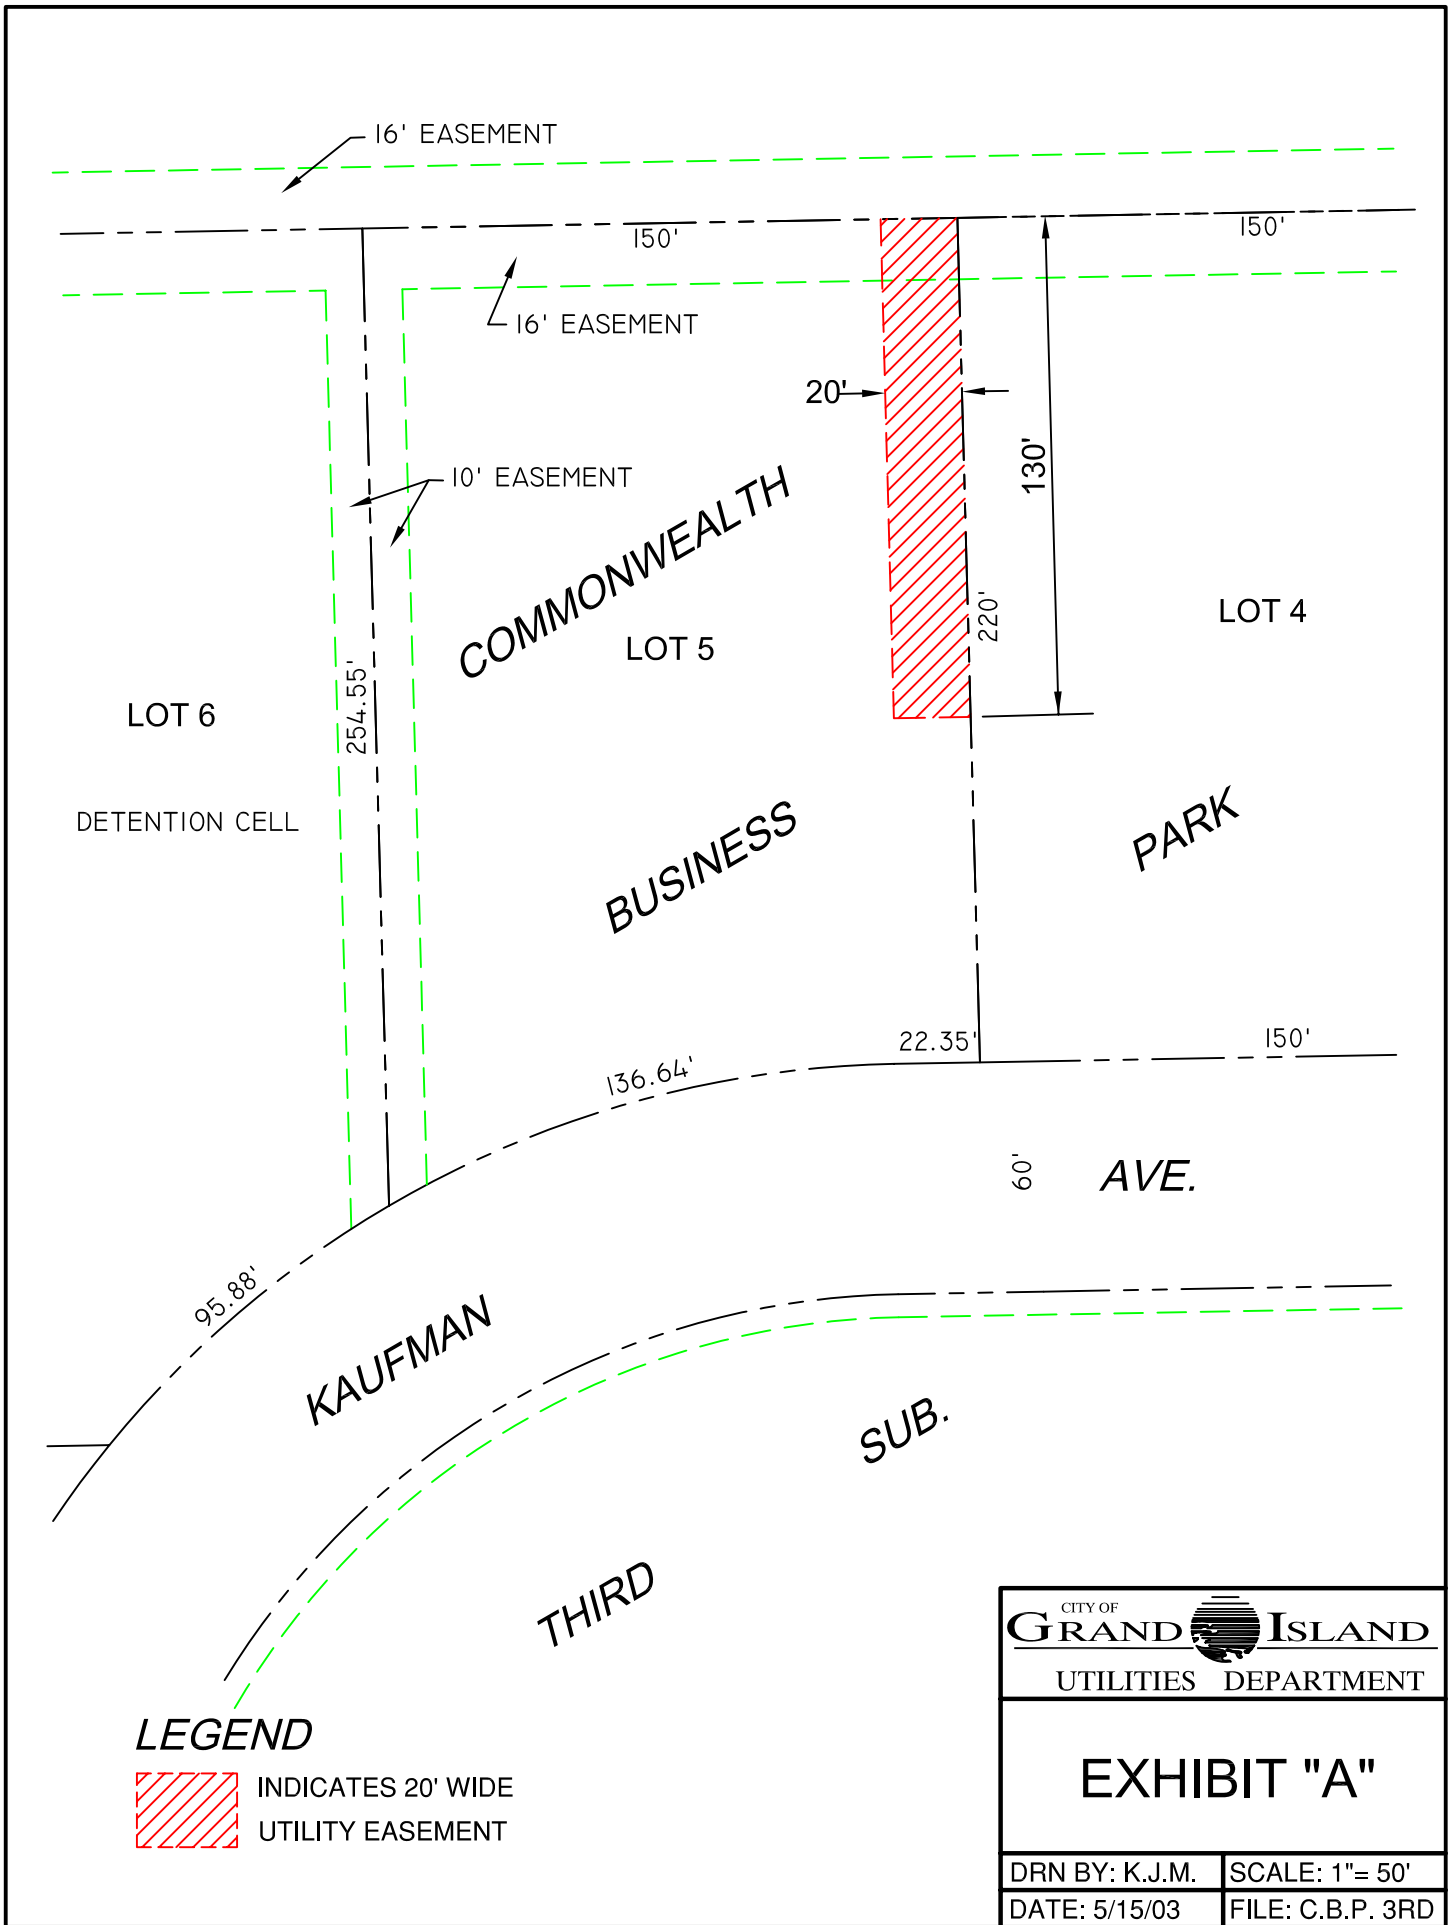 16' EASEMENT
150'
150'
16' EASEMENT
20'
130'
10' EASEMENT
COMMONWEALTH
220'
LOT 4
LOT 5
254.55'
LOT 6
DETENTION CELL
BUSINESS
PARK
22.35'
150'
136.64'
60'
AVE.
95.88'
KAUFMAN
SUB.
THIRD
LEGEND
INDICATES 20' WIDE
UTILITY EASEMENT
CITY OF
GRAND ISLAND
UTILITIES DEPARTMENT
EXHIBIT "A"
DRN BY: K.J.M.
SCALE: 1"= 50'
DATE: 5/15/03
FILE: C.B.P. 3RD